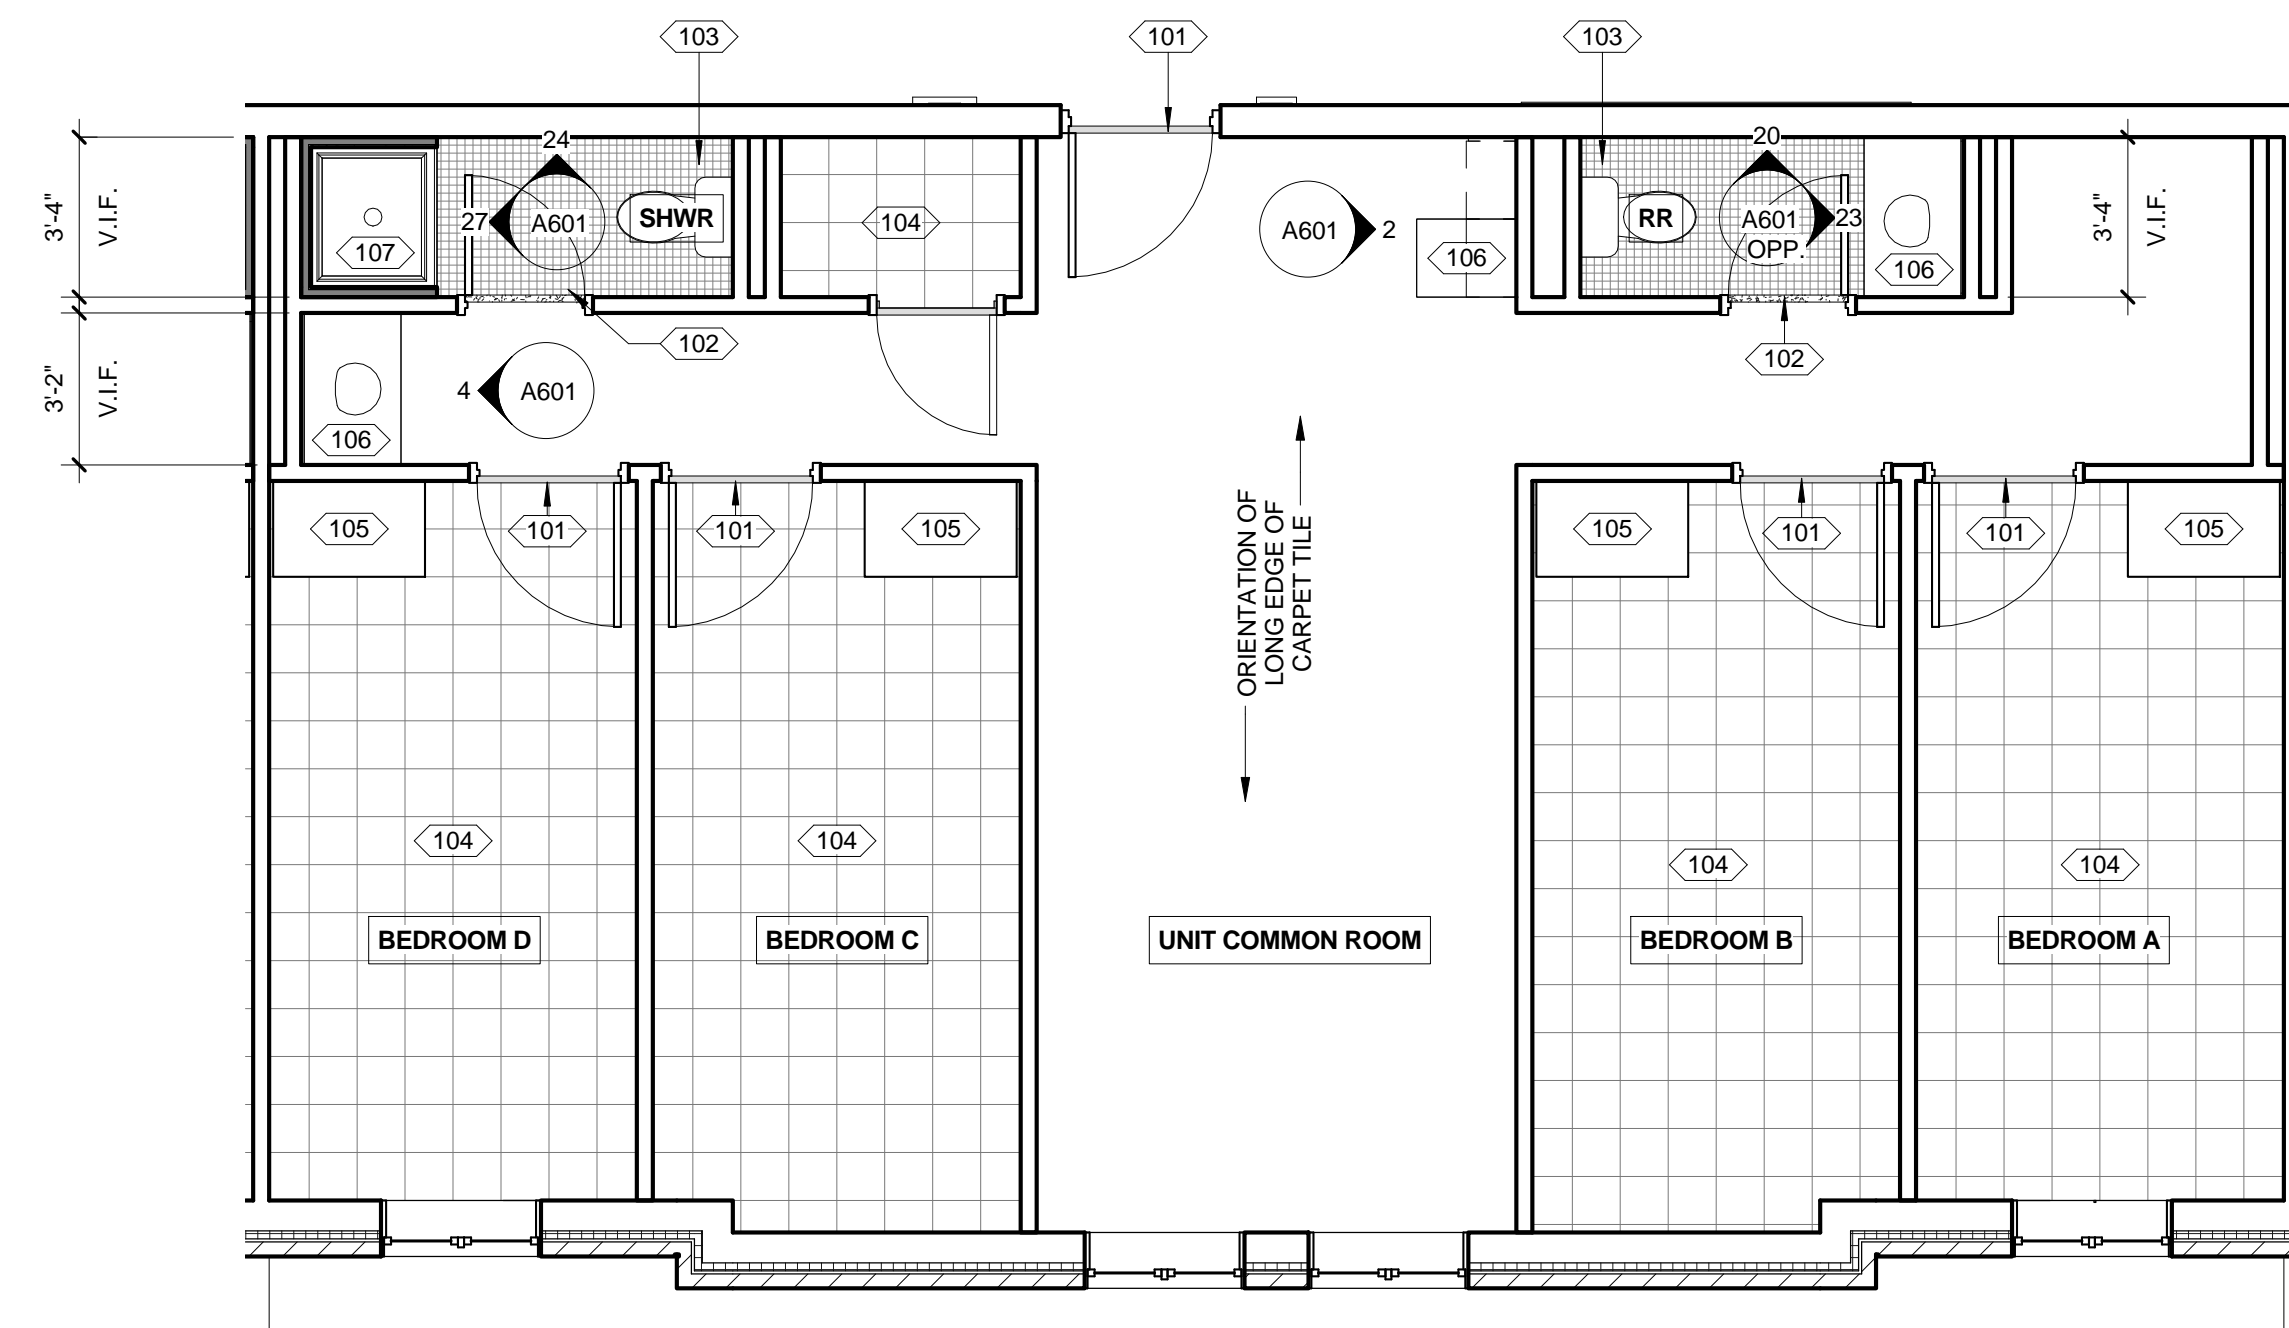 103
101
103
24
20
3'-4"
V.I.F.
27
A601
SHWR
104
A601
2
RR
A601
23
OPP.
3'-4"
V.I.F.
107
106
106
102
102
3'-2"
V.I.F.
4
A601
106
105
101
101
105
105
101
101
105
ORIENTATION OF
LONG EDGE OF
CARPET TILE
104
104
104
104
BEDROOM D
BEDROOM C
UNIT COMMON ROOM
BEDROOM B
BEDROOM A